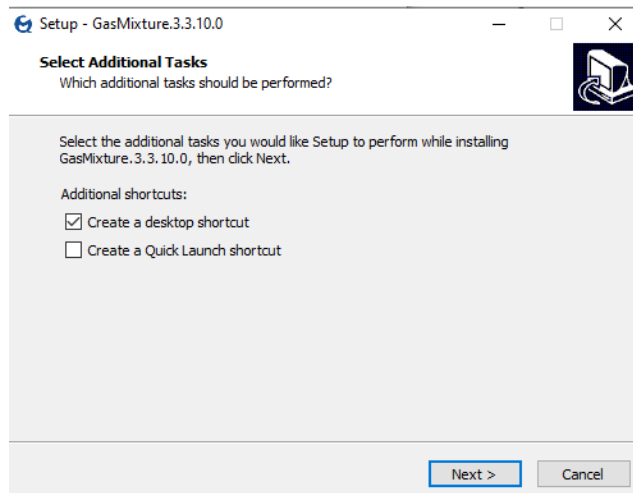 Setup - GasMixture.3.3.10.0
Select Additional Tasks
Which additional tasks should be performed?
Select the additional tasks you would like Setup to perform while installing
GasMixture.3.3.10.0, then click Next.
Additional shortcuts:
Create a desktop shortcut
Create a Quick Launch shortcut
Next >
Cancel